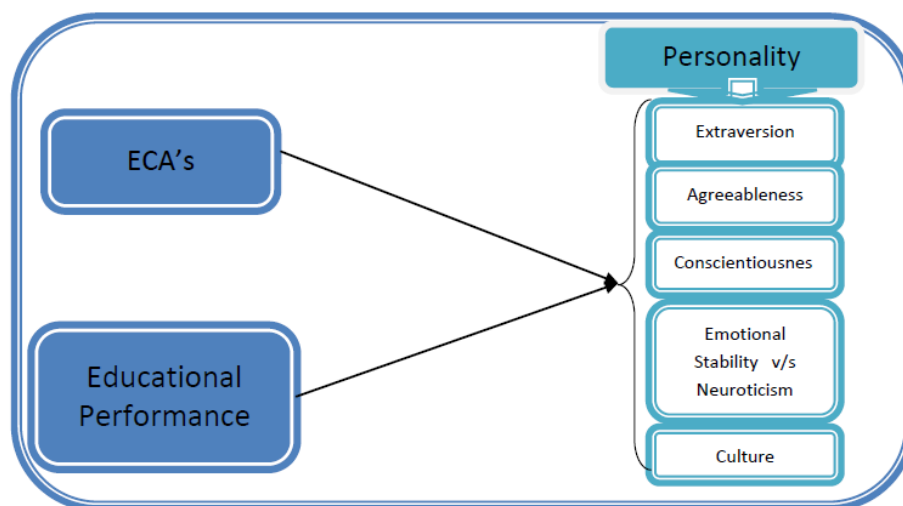 Personality
ECA’s
Extraversion
Agreeableness
Conscientiousnes
Emotional
Stability v/s
Neuroticism
Educational
Performance
Culture